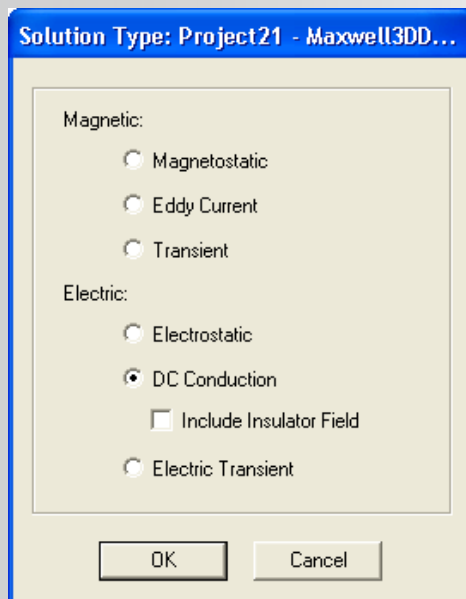 Solution Type: Project21 - Maxwell3DD...
Magnetic:
Magnetostatic
Eddy Current
Transient
Electric:
Electrostatic
DC Conduction
Include Insulator Field
Electric Transient
OK
Cancel